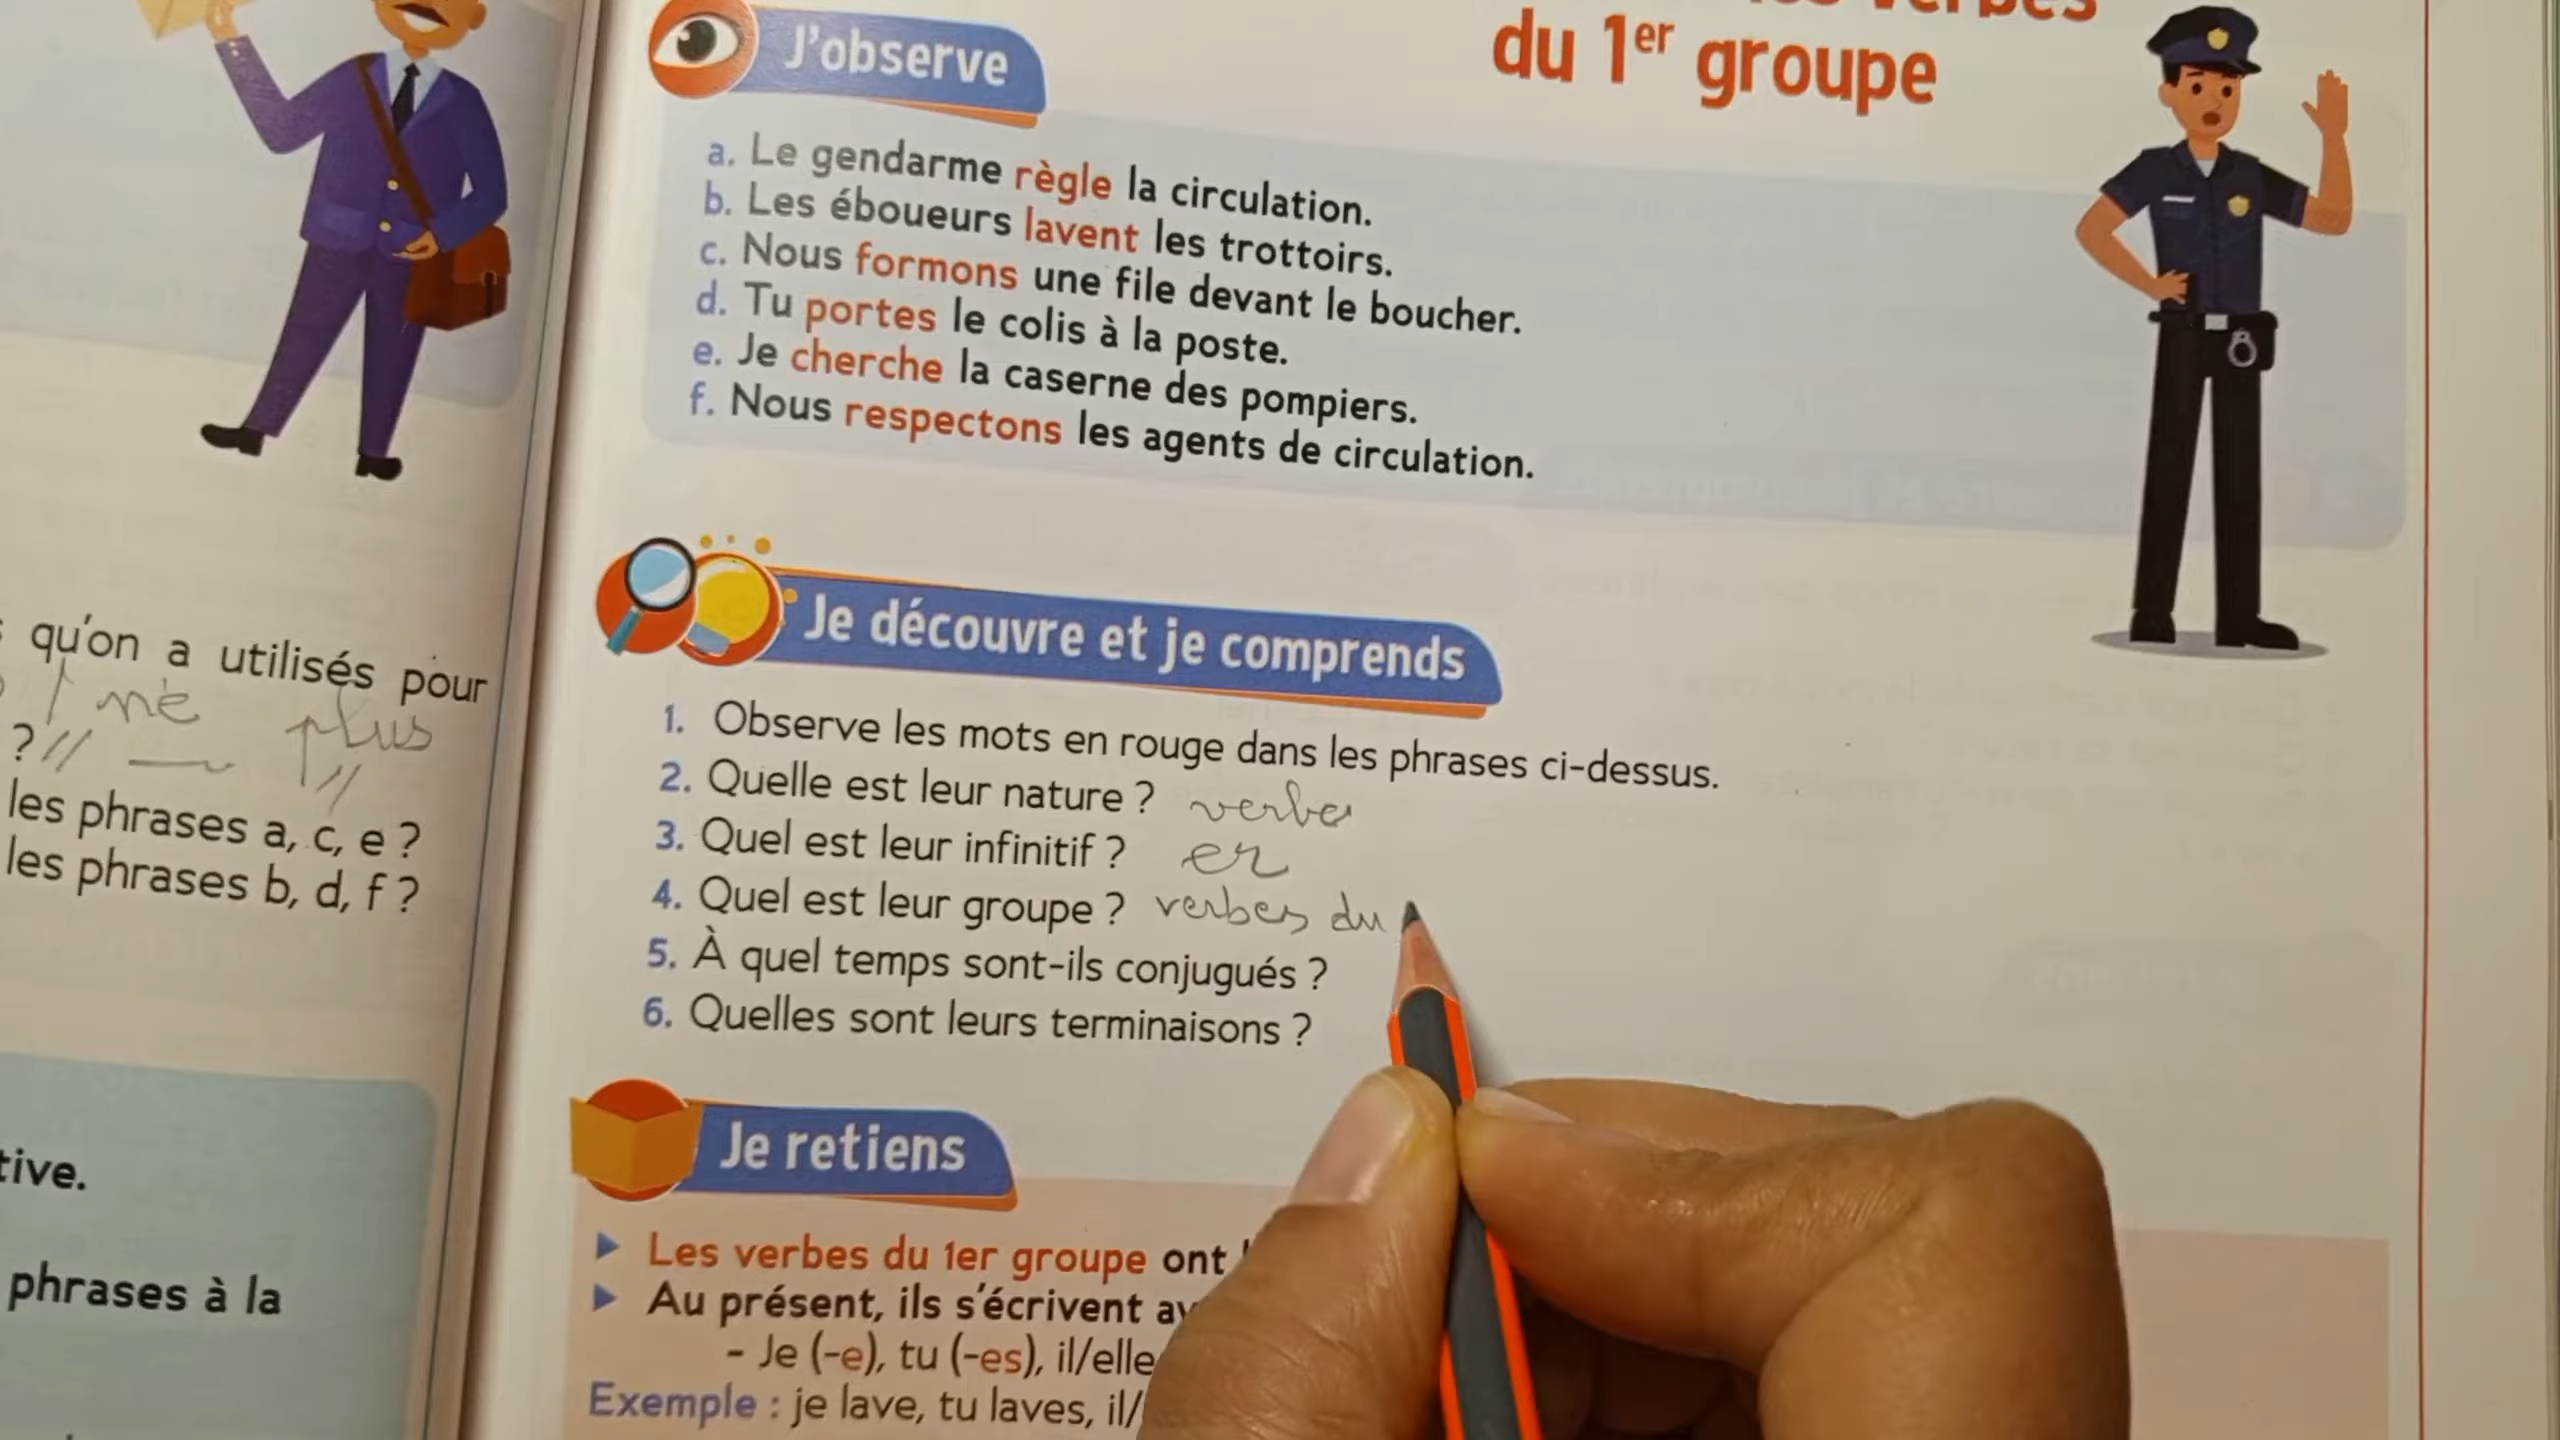 qu'on a utilisés pour
né plus
? // — //
les phrases a, c, e ?
les phrases b, d, f ?
tive.
phrases à la
du 1er groupe
J'observe
a. Le gendarme règle la circulation.
b. Les éboueurs lavent les trottoirs.
c. Nous formons une file devant le boucher.
d. Tu portes le colis à la poste.
e. Je cherche la caserne des pompiers.
f. Nous respectons les agents de circulation.
Je découvre et je comprends
1. Observe les mots en rouge dans les phrases ci-dessus.
2. Quelle est leur nature ? verbe
3. Quel est leur infinitif ? er
4. Quel est leur groupe ? verbes du
5. À quel temps sont-ils conjugués ?
6. Quelles sont leurs terminaisons ?
Je retiens
Les verbes du 1er groupe ont
Au présent, ils s'écrivent
- Je (-e), tu (-es), il/elle
Exemple : je lave, tu laves, il/